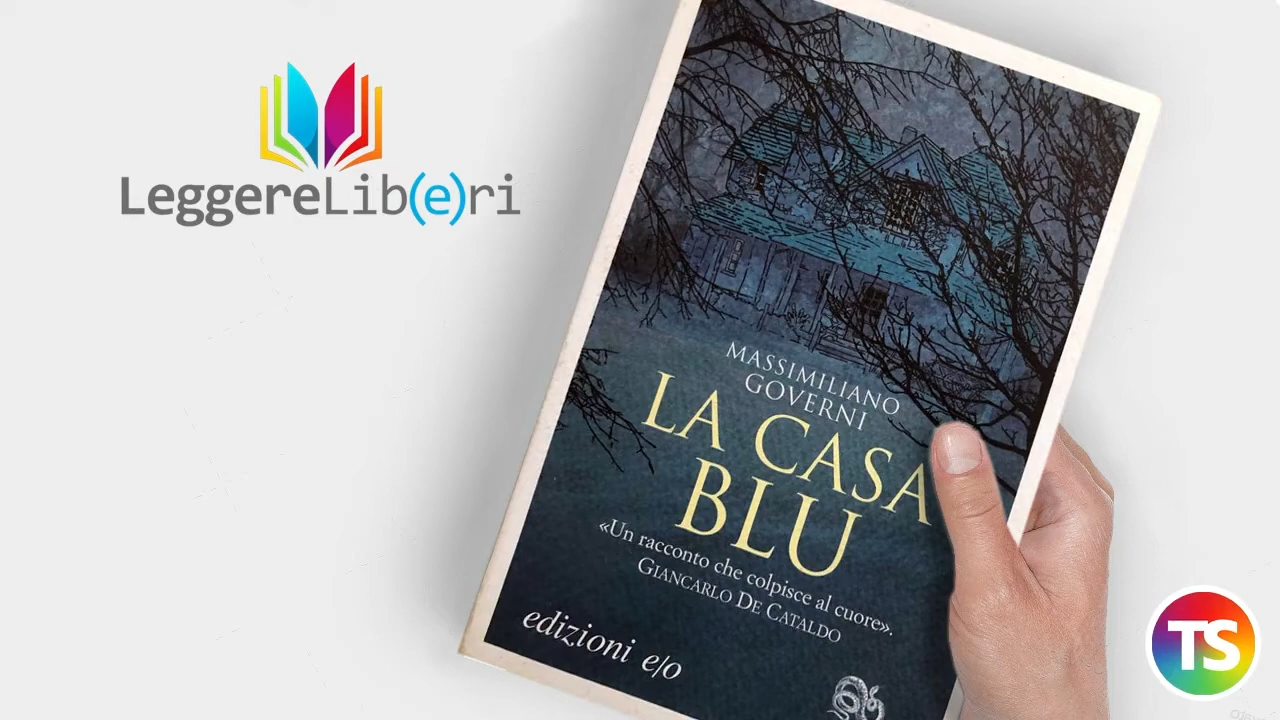 LeggereLib(e)ri
MASSIMILIANO
GOVERNI
LA CASA
BLU
«Un racconto che colpisce al cuore».
GIANCARLO DE CATALDO
edizioni e/o
TS